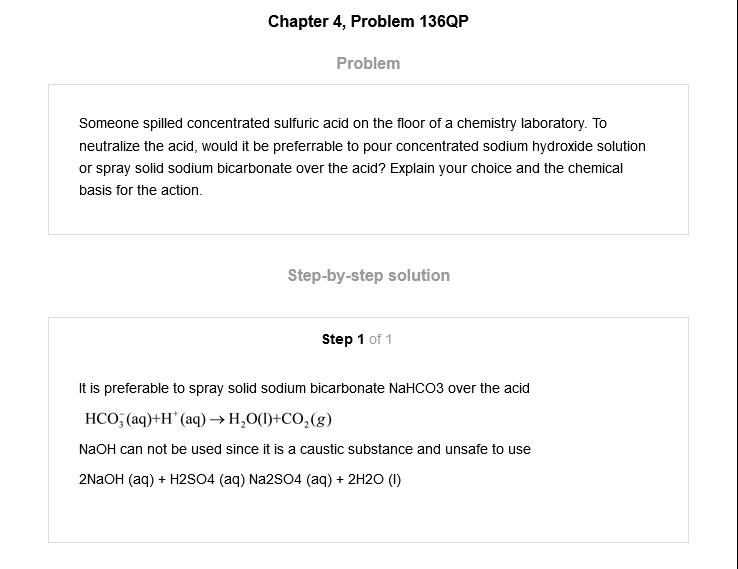 Chapter 4, Problem 136QP
Problem
Someone spilled concentrated sulfuric acid on the floor of a chemistry laboratory. To
neutralize the acid, would it be preferrable to pour concentrated sodium hydroxide solution
or spray solid sodium bicarbonate over the acid? Explain your choice and the chemical
basis for the action.
Step-by-step solution
Step 1 of 1
It is preferable to spray solid sodium bicarbonate NaHCO3 over the acid
HCO₃⁻(aq)+H⁺(aq)→H₂O(l)+CO₂(g)
NaOH can not be used since it is a caustic substance and unsafe to use
2NaOH (aq) + H2SO4 (aq) Na2SO4 (aq) + 2H2O (l)